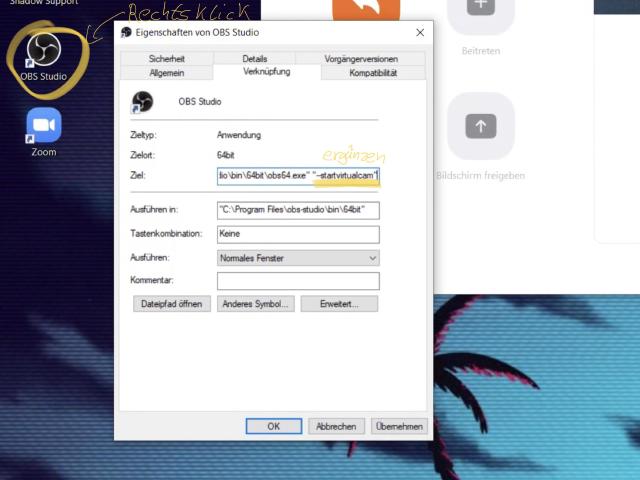 Shadow Support
Rechtsklick
OBS Studio
Zoom
Eigenschaften von OBS Studio
Sicherheit
Details
Vorgängerversionen
Allgemein
Verknüpfung
Kompatibilität
OBS Studio
Zieltyp:
Anwendung
Zielort:
64bit
ergänzen
Ziel:
dio\bin\64bit\obs64.exe" "--startvirtualcam"
Ausführen in:
"C:\Program Files\obs-studio\bin\64bit"
Tastenkombination:
Keine
Ausführen:
Normales Fenster
Kommentar:
Dateipfad öffnen
Anderes Symbol...
Erweitert...
OK
Abbrechen
Übernehmen
Beitreten
Bildschirm freigeben